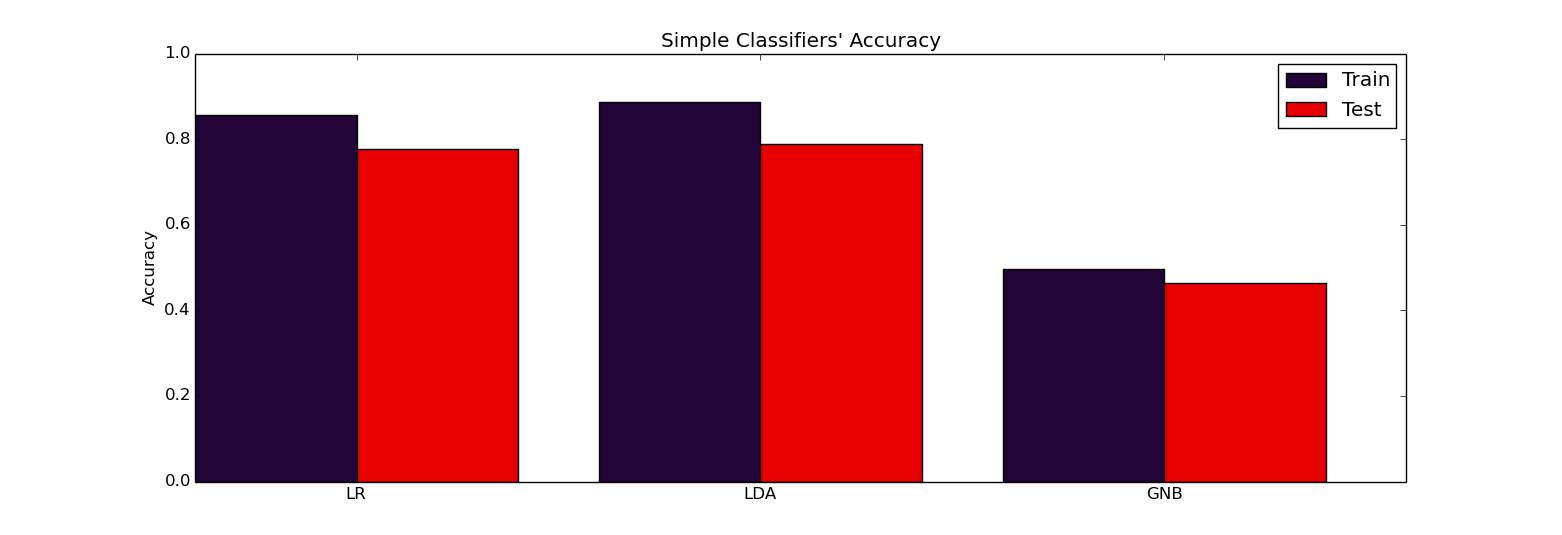 Simple Classifiers' Accuracy
1.0
0.8
0.6
0.4
0.2
0.0
Accuracy
Train
Test
LR
LDA
GNB